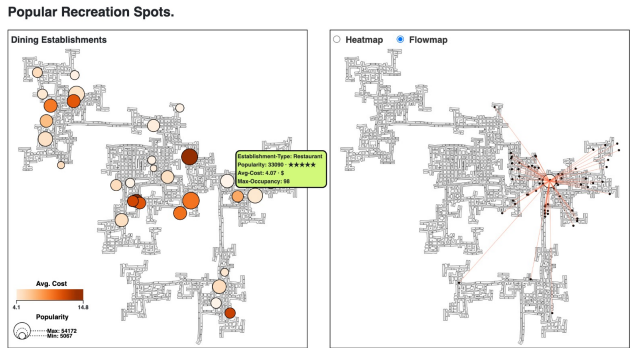 Popular Recreation Spots.
Dining Establishments
Heatmap Flowmap
Establishment-Type: Restaurant
Popularity: 33090 - ★★★★★
Avg-Cost: 4.07 - $
Max-Occupancy: 98
Avg. Cost
4.1 14.8
Popularity
Max: 54172
Min: 5067